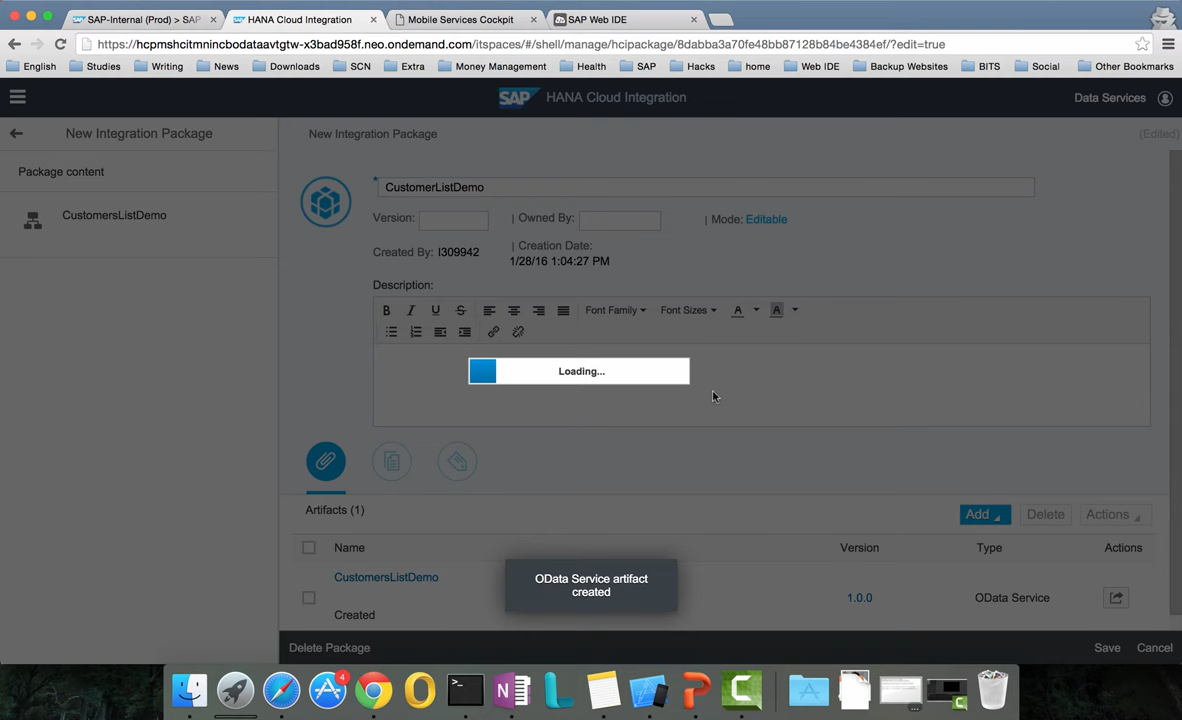 SAP-Internal (Prod) > SAP
HANA Cloud Integration
Mobile Services Cockpit
SAP Web IDE
https://hcpmshcitmnincbodataavtgtw-x3bad958f.neo.ondemand.com/itspaces/#/shell/manage/hcipackage/8dabba3a70fe48bb87128b84be4384ef/?edit=true
English Studies Writing News Downloads SCN Extra Money Management Health SAP Hacks home Web IDE Backup Websites BITS Social Other Bookmarks
SAP HANA Cloud Integration
Data Services
New Integration Package
New Integration Package
(Edited)
Package content
CustomersListDemo
* CustomerListDemo
Version: | Owned By: | Mode: Editable
Created By: I309942 | Creation Date:
1/28/16 1:04:27 PM
Description:
B I U S Font Family Font Sizes A A
Loading...
Artifacts (1)
Add Delete Actions
Name Version Type Actions
CustomersListDemo
1.0.0 OData Service
Created
OData Service artifact
created
Delete Package
Save Cancel
4